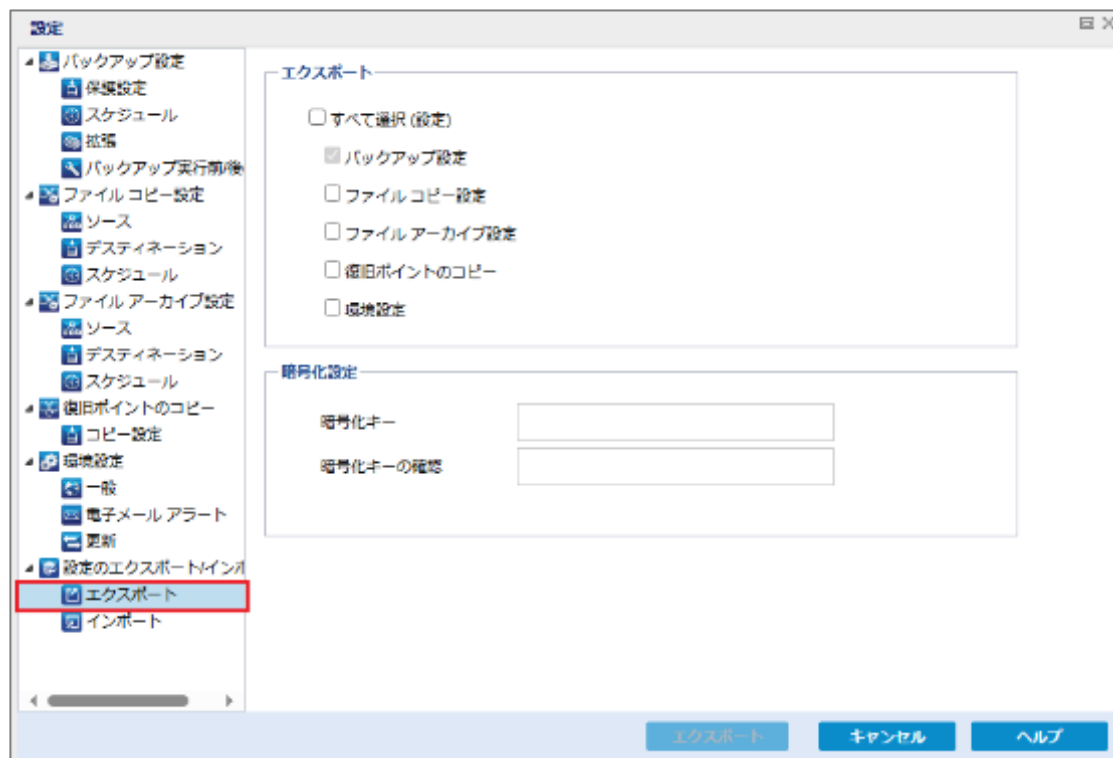 設定
バックアップ設定
保護設定
スケジュール
拡張
バックアップ実行前/後
ファイル コピー設定
ソース
デスティネーション
スケジュール
ファイル アーカイブ設定
ソース
デスティネーション
スケジュール
復旧ポイントのコピー
コピー設定
環境設定
一般
電子メール アラート
更新
設定のエクスポート/インポ
エクスポート
インポート
エクスポート
すべて選択 (設定)
バックアップ設定
ファイル コピー設定
ファイル アーカイブ設定
復旧ポイントのコピー
環境設定
暗号化設定
暗号化キー
暗号化キーの確認
エクスポート
キャンセル
ヘルプ